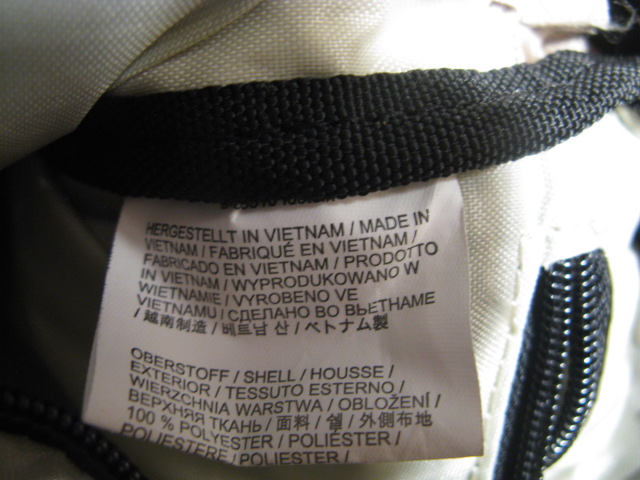 HERGESTELLT IN VIETNAM / MADE IN
VIETNAM / FABRIQUÉ EN VIETNAM /
FABRICADO EN VIETNAM / PRODOTTO
IN VIETNAM / WYPRODUKOWANO W
WIETNAMIE / VYROBENO VE
VIETNAMU / СДЕЛАНО ВО ВЬЕТНАМЕ
/ 越南制造 / 베트남 산 / ベトナム製
OBERSTOFF / SHELL / HOUSSE /
EXTERIOR / TESSUTO ESTERNO /
WIERZCHNIA WARSTWA / OBLOŽENÍ /
ВЕРХНЯЯ ТКАНЬ / 面料 / 쉘 / 外側布地
100 % POLYESTER / POLIÉSTER /
POLIESTERE / POLYESTER /